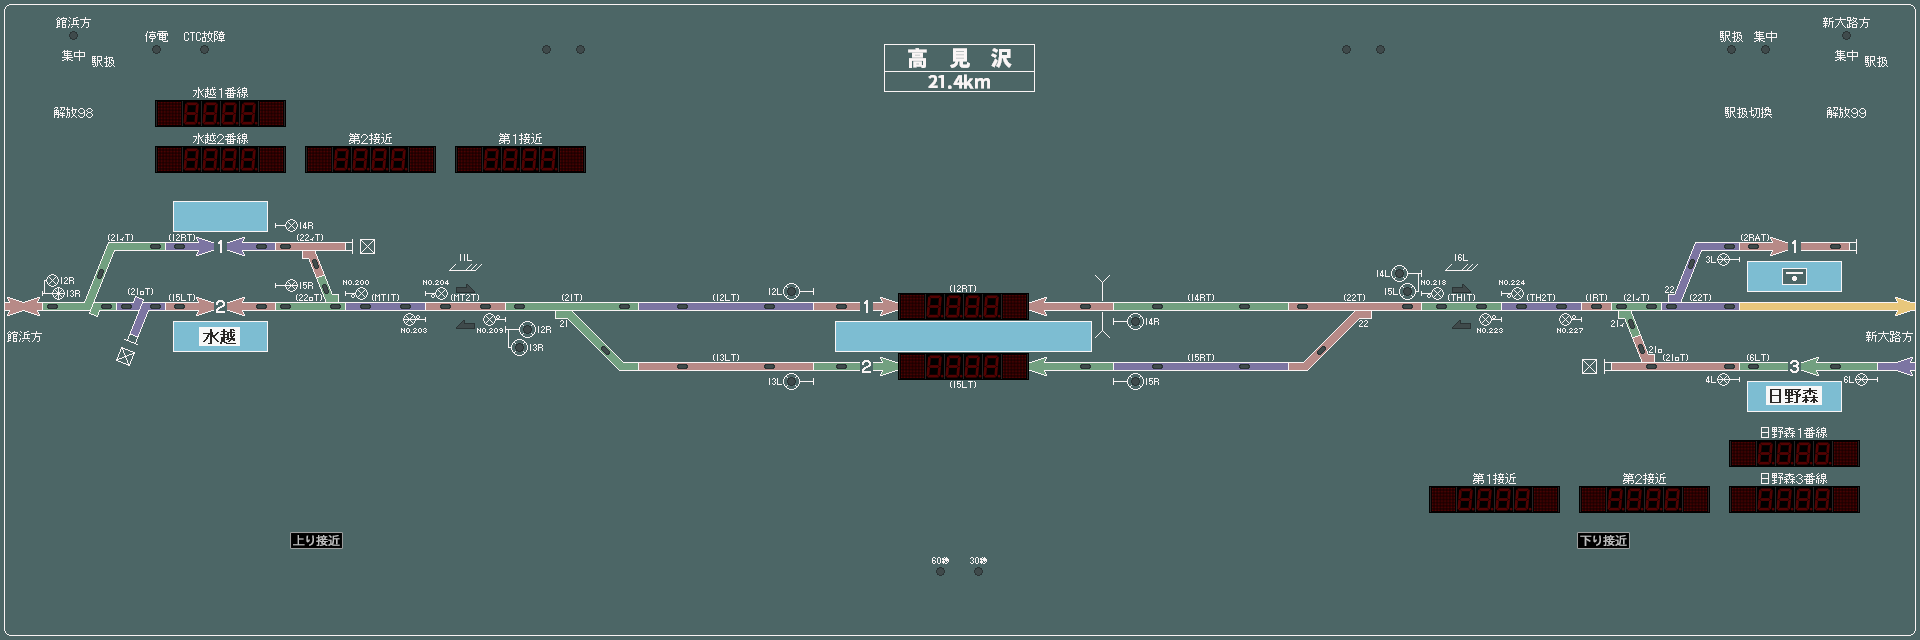 館浜方
新大路方
停電
CTC故障
駅扱
集中
集中
駅扱
集中
駅扱
高見沢
21.4km
水越1番線
解放98
駅扱切換
解放99
水越2番線
第2接近
第1接近
14R
(21イT)
(12RT)
1
(22イT)
(2RAT)
1
11L
16L
3L
12R
13R
15R
NO.200
NO.204
14L
15L
NO.218
NO.224
(21ロT)
(15LT)
2
(22ロT)
(MT1T)
(MT2T)
(21T)
(12LT)
12L
1
(12RT)
(14RT)
(22T)
(TH1T)
(TH2T)
(1RT)
(21イT)
22
(22T)
館浜方
水越
NO.203
NO.209
12R
13R
21
14R
22
NO.223
NO.227
21イ
新大路方
(13LT)
13L
2
(15LT)
(15RT)
15R
21ロ
(21ロT)
(6LT)
3
4L
6L
日野森
日野森1番線
第1接近
第2接近
日野森3番線
上り接近
下り接近
60秒
30秒